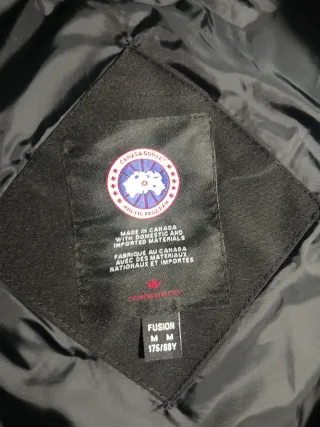 CANADA GOOSE
ARCTIC PROGRAM
MADE IN CANADA
WITH DOMESTIC AND
IMPORTED MATERIALS
FABRIQUÉ AU CANADA
AVEC DES MATÉRIAUX
NATIONAUX ET IMPORTÉS
FUSION
M M
175/88Y